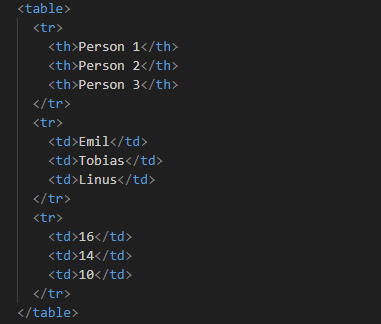 <table>
<tr>
<th>Person 1</th>
<th>Person 2</th>
<th>Person 3</th>
</tr>
<tr>
<td>Emil</td>
<td>Tobias</td>
<td>Linus</td>
</tr>
<tr>
<td>16</td>
<td>14</td>
<td>10</td>
</tr>
</table>